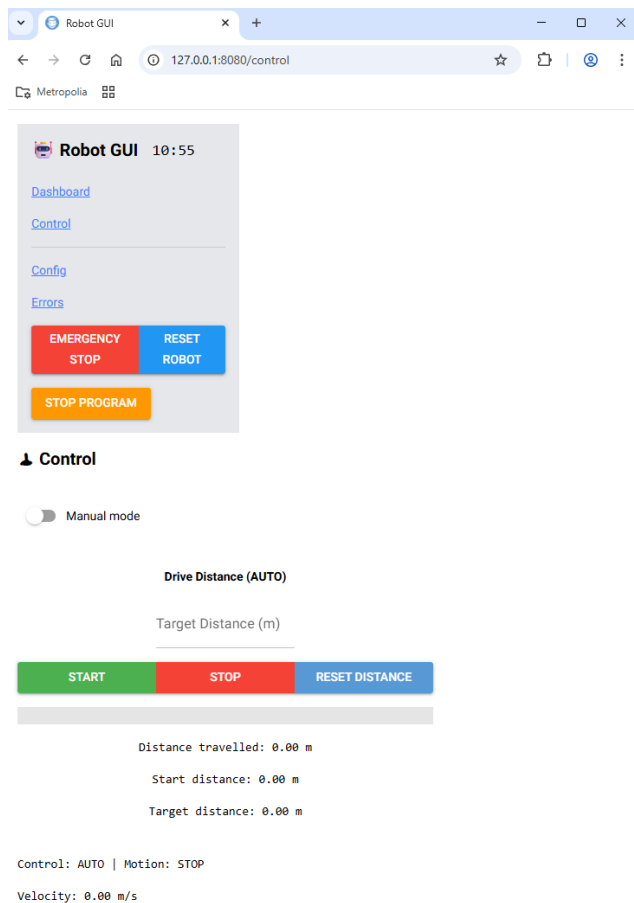 Robot GUI
127.0.0.1:8080/control
Metropolia
Robot GUI 10:55
Dashboard
Control
Config
Errors
EMERGENCY STOP
RESET ROBOT
STOP PROGRAM
Control
Manual mode
Drive Distance (AUTO)
Target Distance (m)
START STOP RESET DISTANCE
Distance travelled: 0.00 m
Start distance: 0.00 m
Target distance: 0.00 m
Control: AUTO | Motion: STOP
Velocity: 0.00 m/s